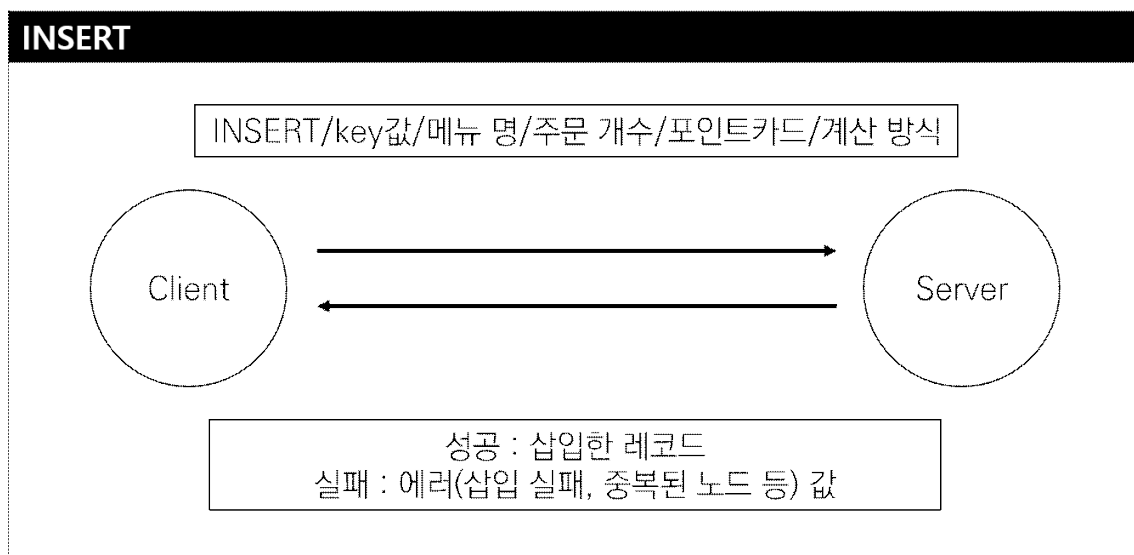 INSERT
INSERT/key값/메뉴 명/주문 개수/포인트카드/계산 방식
Client
Server
성공 : 삽입한 레코드
실패 : 에러(삽입 실패, 중복된 노드 등) 값